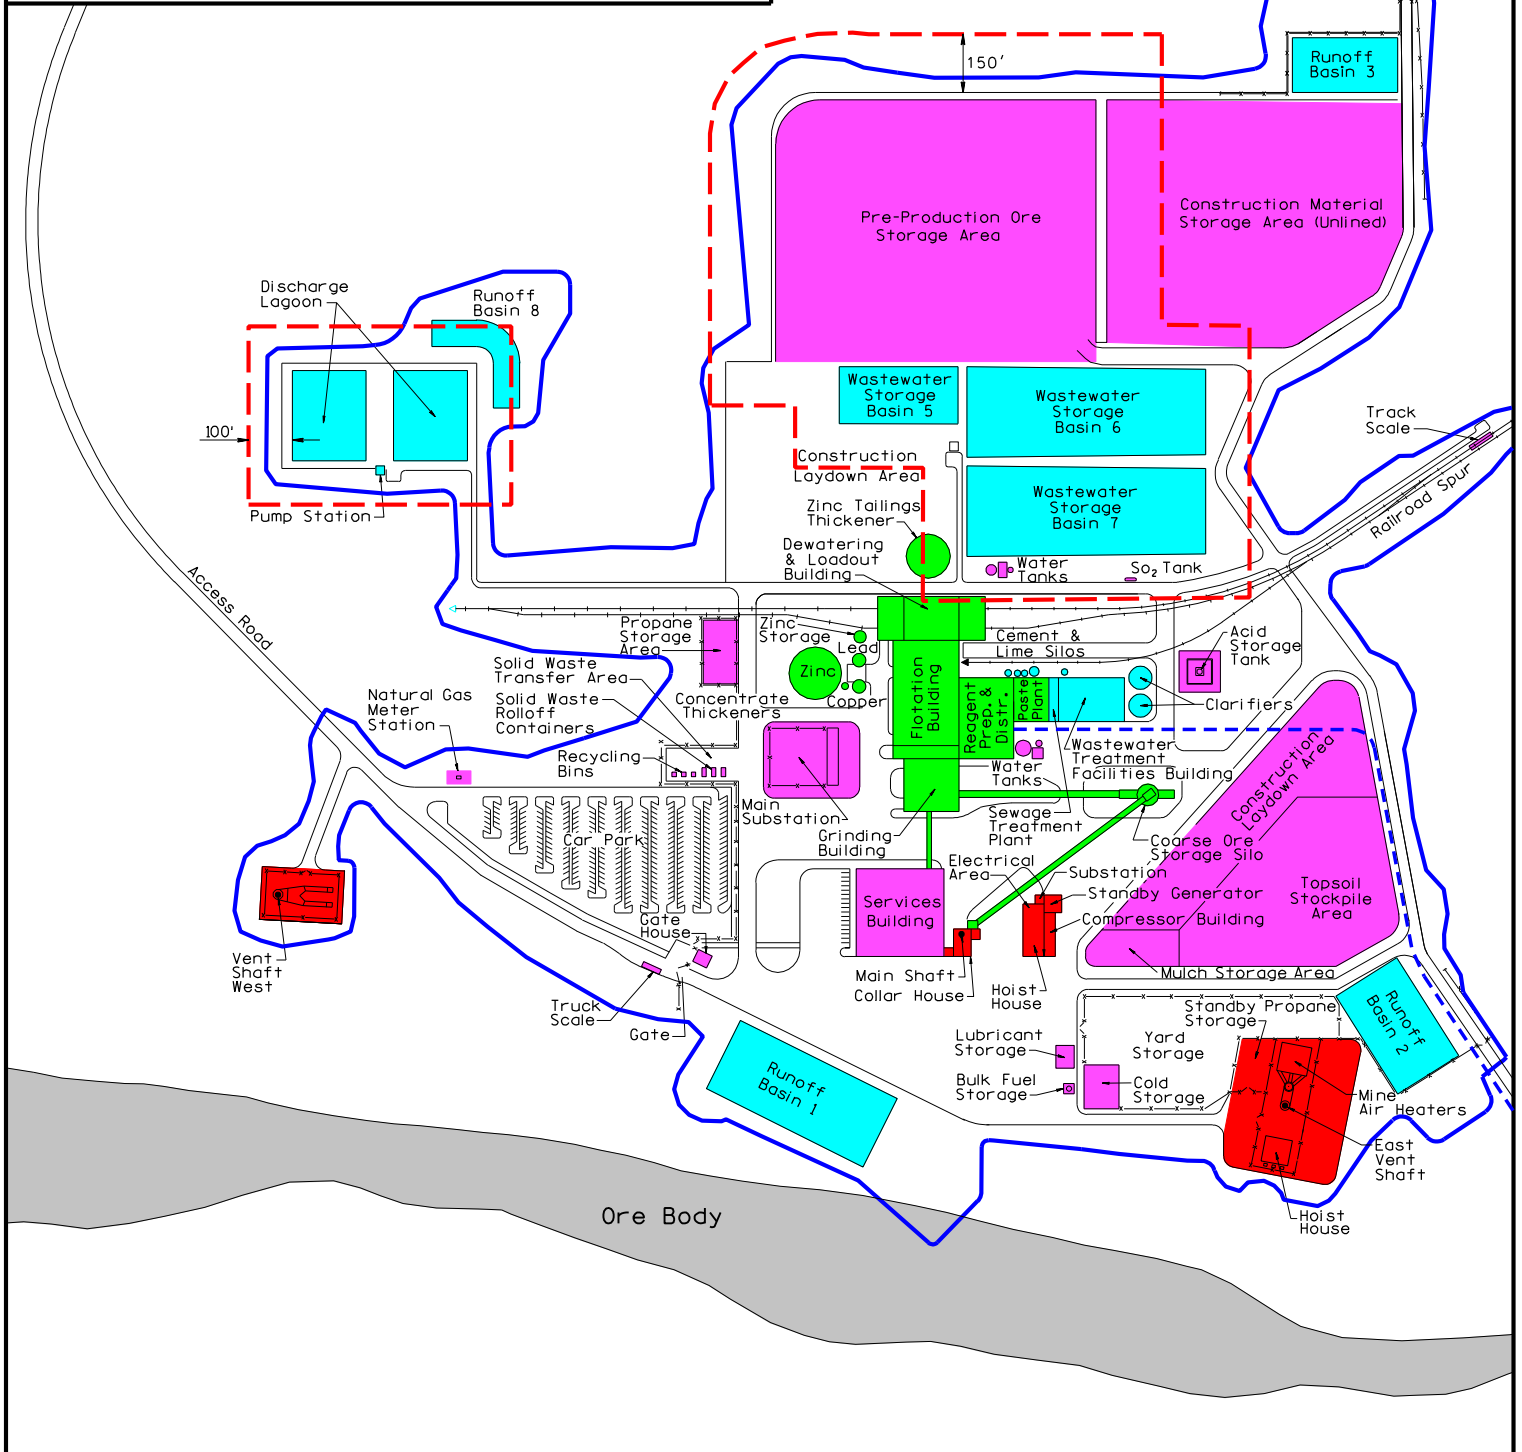 150'
Runoff
Basin 3
Pre-Production Ore
Storage Area
Construction Material
Storage Area (Unlined)
Discharge
Lagoon
Runoff
Basin 8
100'
Pump Station
Wastewater
Storage
Basin 5
Wastewater
Storage
Basin 6
Wastewater
Storage
Basin 7
Track
Scale
Railroad Spur
Construction
Laydown Area
Zinc Tailings
Thickener
Dewatering
& Loadout
Building
Water
Tanks
So2 Tank
Access Road
Propane
Storage
Area
Zinc
Storage
Lead
Zinc
Copper
Concentrate
Thickeners
Cement &
Lime Silos
Acid
Storage
Tank
Solid Waste
Transfer Area
Solid Waste
Rolloff
Containers
Natural Gas
Meter
Station
Recycling
Bins
Flotation
Building
Reagent
Prep. &
Distr.
Paste
Plant
Clarifiers
Wastewater
Treatment
Facilities Building
Water
Tanks
Main
Substation
Grinding
Building
Sewage
Treatment
Plant
Construction
Laydown Area
Coarse Ore
Storage Silo
Car Park
Electrical
Area
Substation
Standby Generator
Compressor Building
Topsoil
Stockpile
Area
Services
Building
Gate
House
Vent
Shaft
West
Truck
Scale
Gate
Main Shaft
Collar House
Hoist
House
Mulch Storage Area
Standby Propane
Storage
Runoff
Basin 2
Lubricant
Storage
Yard
Storage
Bulk Fuel
Storage
Cold
Storage
Runoff
Basin 1
Mine
Air Heaters
East
Vent
Shaft
Hoist
House
Ore Body